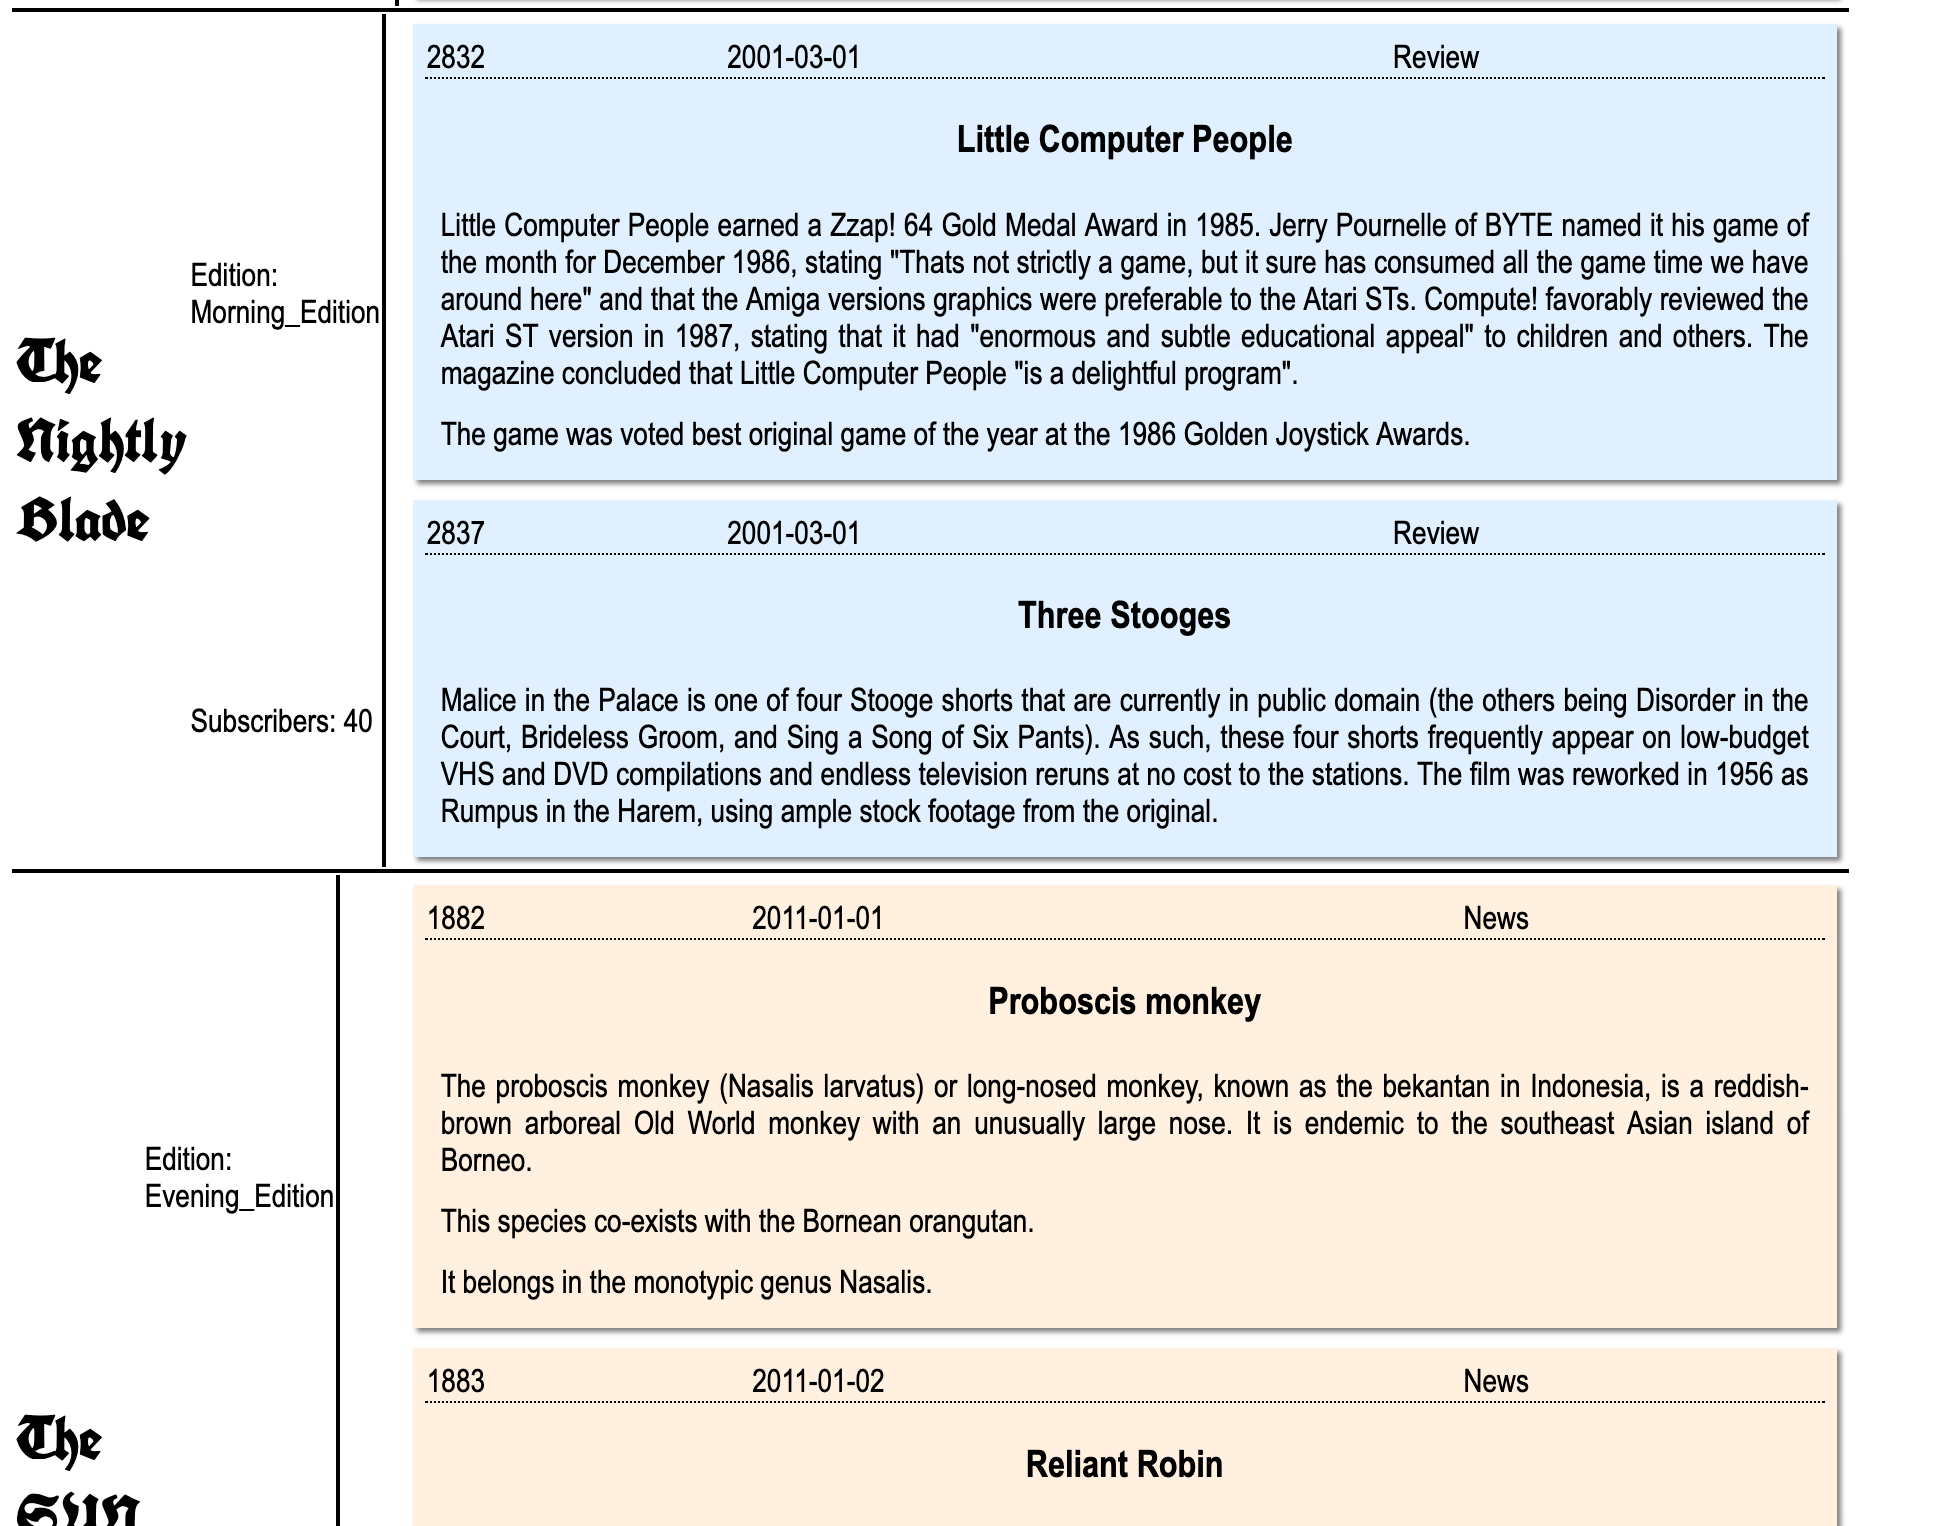 The
Nightly
Blade
Edition:
Morning_Edition
Subscribers: 40
2832 2001-03-01 Review
Little Computer People
Little Computer People earned a Zzap! 64 Gold Medal Award in 1985. Jerry Pournelle of BYTE named it his game of
the month for December 1986, stating "Thats not strictly a game, but it sure has consumed all the game time we have
around here" and that the Amiga versions graphics were preferable to the Atari STs. Compute! favorably reviewed the
Atari ST version in 1987, stating that it had "enormous and subtle educational appeal" to children and others. The
magazine concluded that Little Computer People "is a delightful program".
The game was voted best original game of the year at the 1986 Golden Joystick Awards.
2837 2001-03-01 Review
Three Stooges
Malice in the Palace is one of four Stooge shorts that are currently in public domain (the others being Disorder in the
Court, Brideless Groom, and Sing a Song of Six Pants). As such, these four shorts frequently appear on low-budget
VHS and DVD compilations and endless television reruns at no cost to the stations. The film was reworked in 1956 as
Rumpus in the Harem, using ample stock footage from the original.
The
SUN
Edition:
Evening_Edition
1882 2011-01-01 News
Proboscis monkey
The proboscis monkey (Nasalis larvatus) or long-nosed monkey, known as the bekantan in Indonesia, is a reddish-
brown arboreal Old World monkey with an unusually large nose. It is endemic to the southeast Asian island of
Borneo.
This species co-exists with the Bornean orangutan.
It belongs in the monotypic genus Nasalis.
1883 2011-01-02 News
Reliant Robin